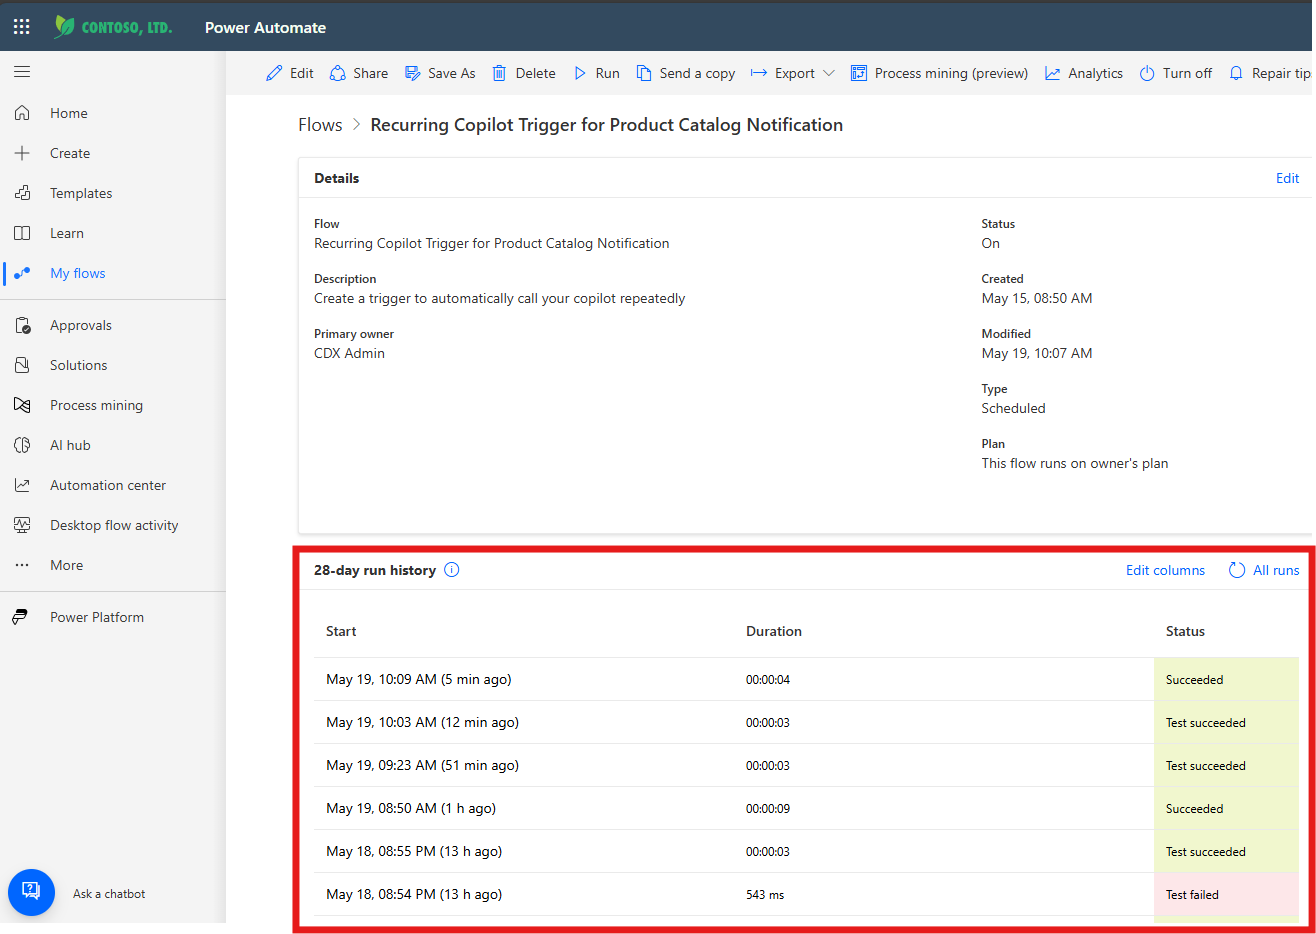 CONTOSO, LTD. Power Automate
Edit Share Save As Delete Run Send a copy Export Process mining (preview) Analytics Turn off Repair tip
Home
Create
Templates
Learn
My flows
Approvals
Solutions
Process mining
AI hub
Automation center
Desktop flow activity
More
Power Platform
Ask a chatbot
Flows > Recurring Copilot Trigger for Product Catalog Notification
Details Edit
Flow
Recurring Copilot Trigger for Product Catalog Notification
Description
Create a trigger to automatically call your copilot repeatedly
Primary owner
CDX Admin
Status
On
Created
May 15, 08:50 AM
Modified
May 19, 10:07 AM
Type
Scheduled
Plan
This flow runs on owner's plan
28-day run history Edit columns All runs
Start Duration Status
May 19, 10:09 AM (5 min ago) 00:00:04 Succeeded
May 19, 10:03 AM (12 min ago) 00:00:03 Test succeeded
May 19, 09:23 AM (51 min ago) 00:00:03 Test succeeded
May 19, 08:50 AM (1 h ago) 00:00:09 Succeeded
May 18, 08:55 PM (13 h ago) 00:00:03 Test succeeded
May 18, 08:54 PM (13 h ago) 543 ms Test failed